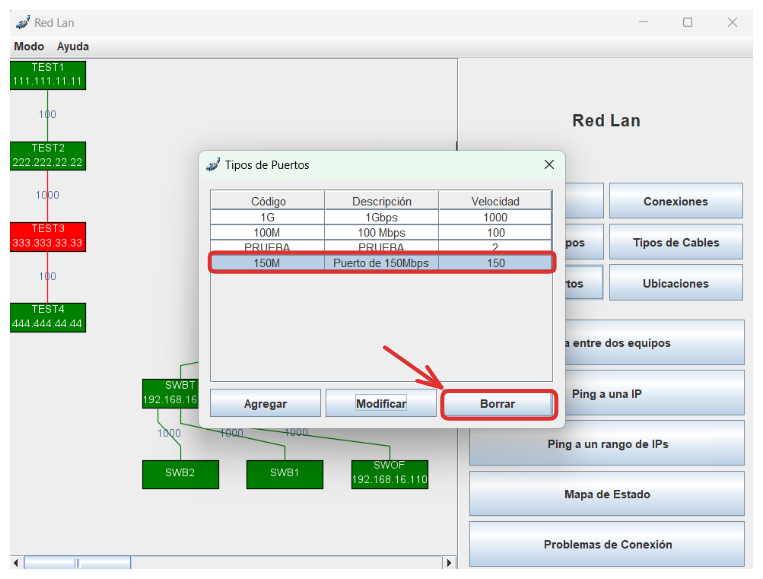 Red Lan
Modo Ayuda
TEST1
111.111.11.11
100
TEST2
222.222.22.22
1000
TEST3
333.333.33.33
100
TEST4
444.444.44.44
SWBT
192.168.16
1000 1000 1000
SWB2
SWB1
SWOF
192.168.16.110
Tipos de Puertos
Código Descripción Velocidad
1G 1Gbps 1000
100M 100 Mbps 100
PRUEBA PRUEBA 2
150M Puerto de 150Mbps 150
Agregar Modificar Borrar
Red Lan
Conexiones
pos Tipos de Cables
tos Ubicaciones
a entre dos equipos
Ping a una IP
Ping a un rango de IPs
Mapa de Estado
Problemas de Conexión